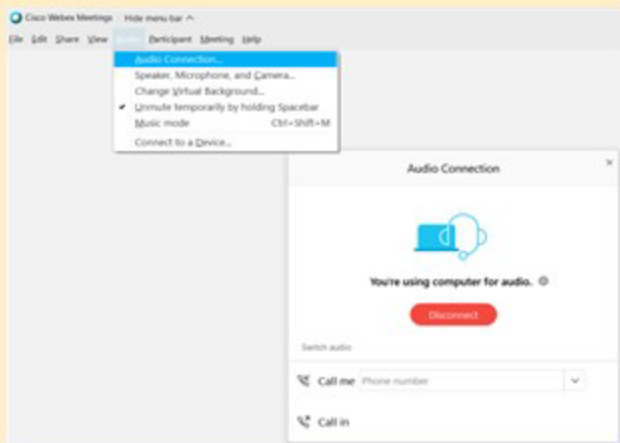 Cisco Webex Meetings Hide menu bar ^
File Edit Share View Audio Participant Meeting Help
Audio Connection...
Speaker, Microphone, and Camera...
Change Virtual Background...
✔ Unmute temporarily by holding Spacebar
Music mode Ctrl+Shift+M
Connect to a Device...
Audio Connection ×
You're using computer for audio.
Disconnect
Switch audio
Call me Phone number
Call in